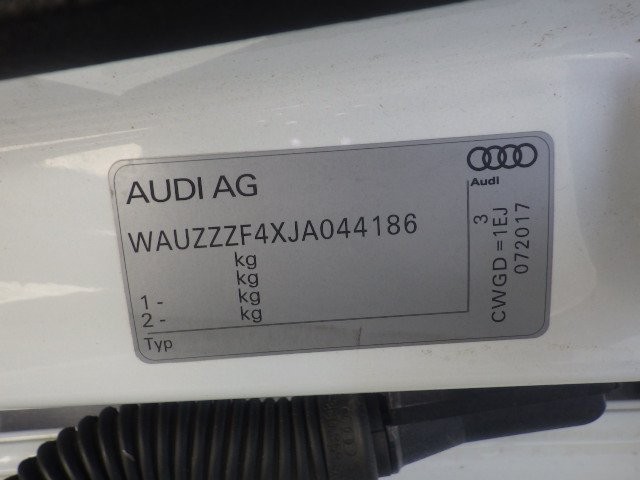 AUDI AG
Audi
WAUZZZF4XJA044186
kg
kg
1 - kg
2 - kg
Typ
3
CWGD =1EJ
072017